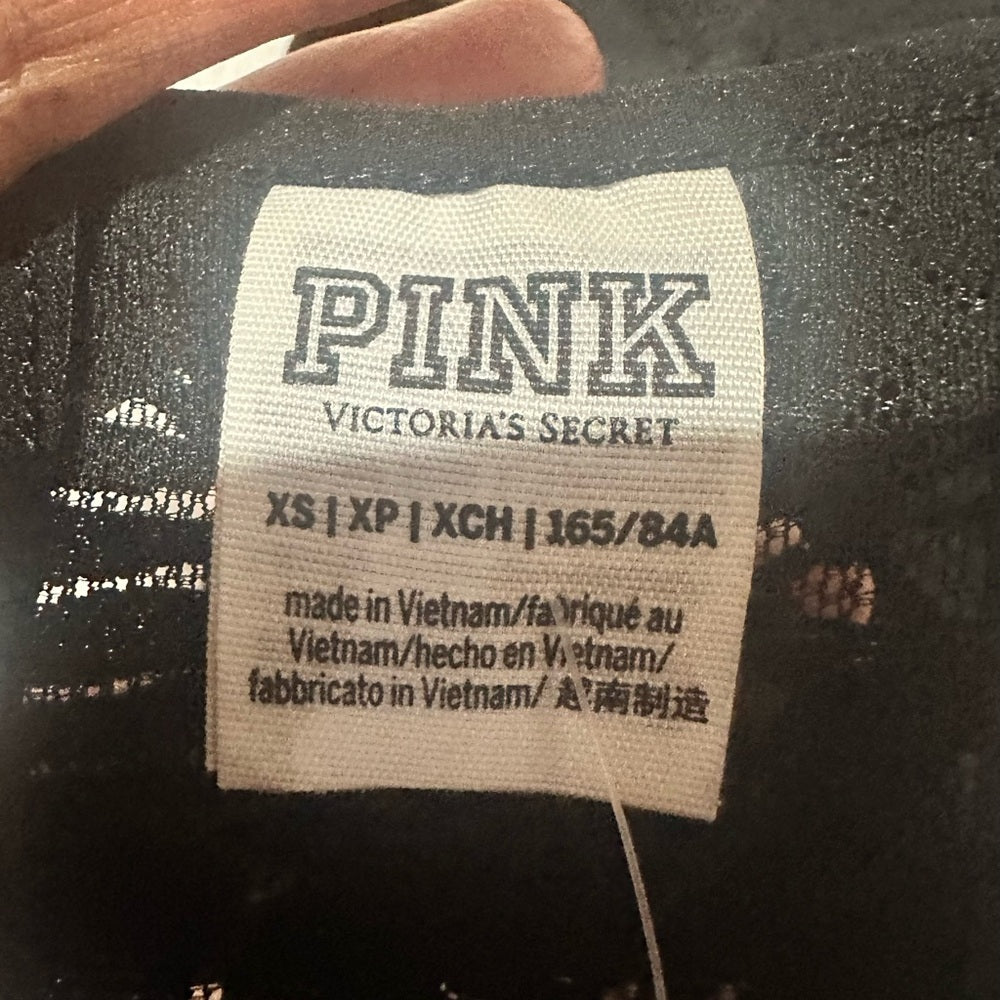 PINK
VICTORIA'S SECRET
XS | XP | XCH | 165/84A
made in Vietnam/fabriqué au
Vietnam/hecho en Vietnam/
fabbricato in Vietnam/ 越南制造